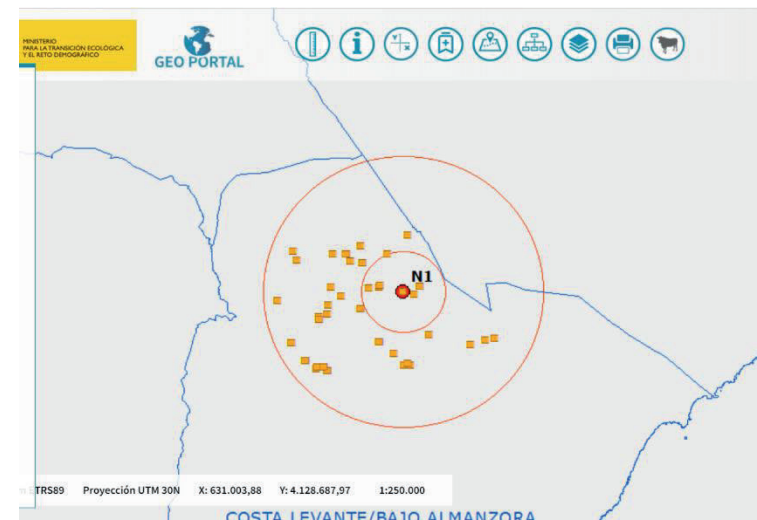 MINISTERIO
PARA LA TRANSICIÓN ECOLÓGICA
Y EL RETO DEMOGRÁFICO
GEO PORTAL
N1
ETRS89 Proyección UTM 30N X: 631.003,88 Y: 4.128.687,97 1:250.000
COSTA LEVANTE/BAJO ALMANZORA